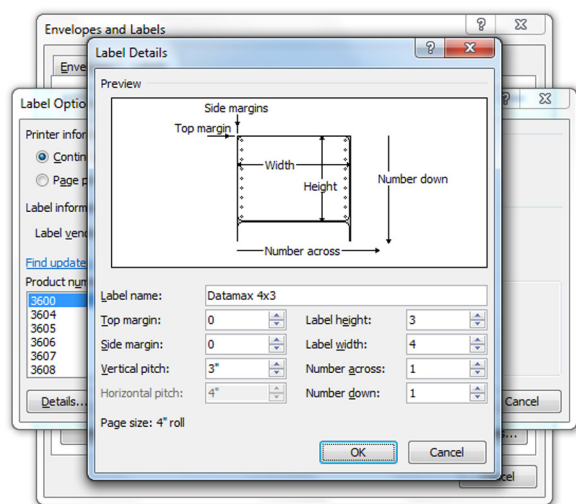 Envelopes and Labels
Label Details
Enve
Preview
Label Optio
Side margins
Top margin
Printer infor
Width
Contin
Number down
Page p
Height
Label inform
Label vend
Number across
Find update
Product num
Label name: Datamax 4x3
3600
Top margin: 0 Label height: 3
3604
3605
Side margin: 0 Label width: 4
3606
3607
Vertical pitch: 3" Number across: 1
3608
Horizontal pitch: 4" Number down: 1
Details... Cancel
Page size: 4" roll
OK Cancel